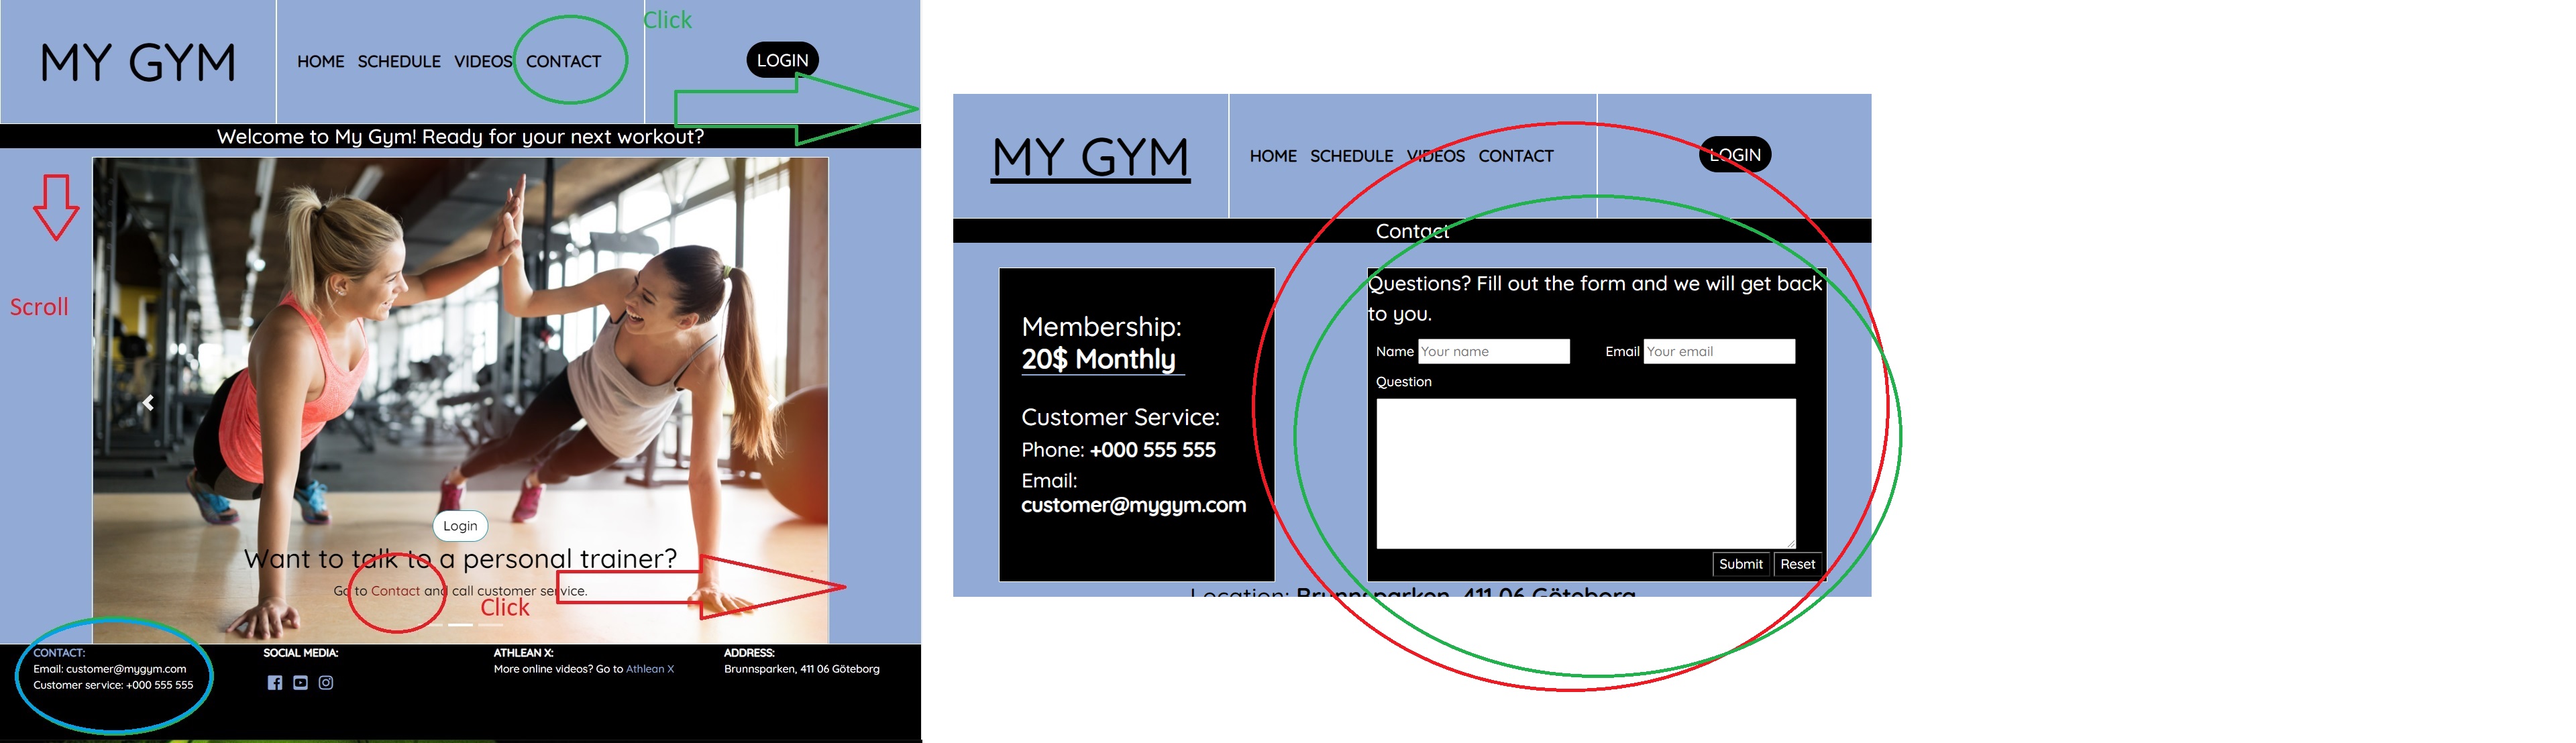 Click
MY GYM
HOME SCHEDULE VIDEOS CONTACT
LOGIN
Welcome to My Gym! Ready for your next workout?
Scroll
Login
Want to talk to a personal trainer?
Go to Contact and call customer service.
Click
CONTACT:
Email: customer@mygym.com
Customer service: +000 555 555
SOCIAL MEDIA:
ATHLEAN X:
More online videos? Go to Athlean X
ADDRESS:
Brunnsparken, 411 06 Göteborg
MY GYM
HOME SCHEDULE VIDEOS CONTACT
LOGIN
Contact
Membership:
20$ Monthly
Customer Service:
Phone: +000 555 555
Email:
customer@mygym.com
Questions? Fill out the form and we will get back
to you.
Name Your name Email Your email
Question
Submit Reset
Location: Brunnsparken, 411 06 Göteborg